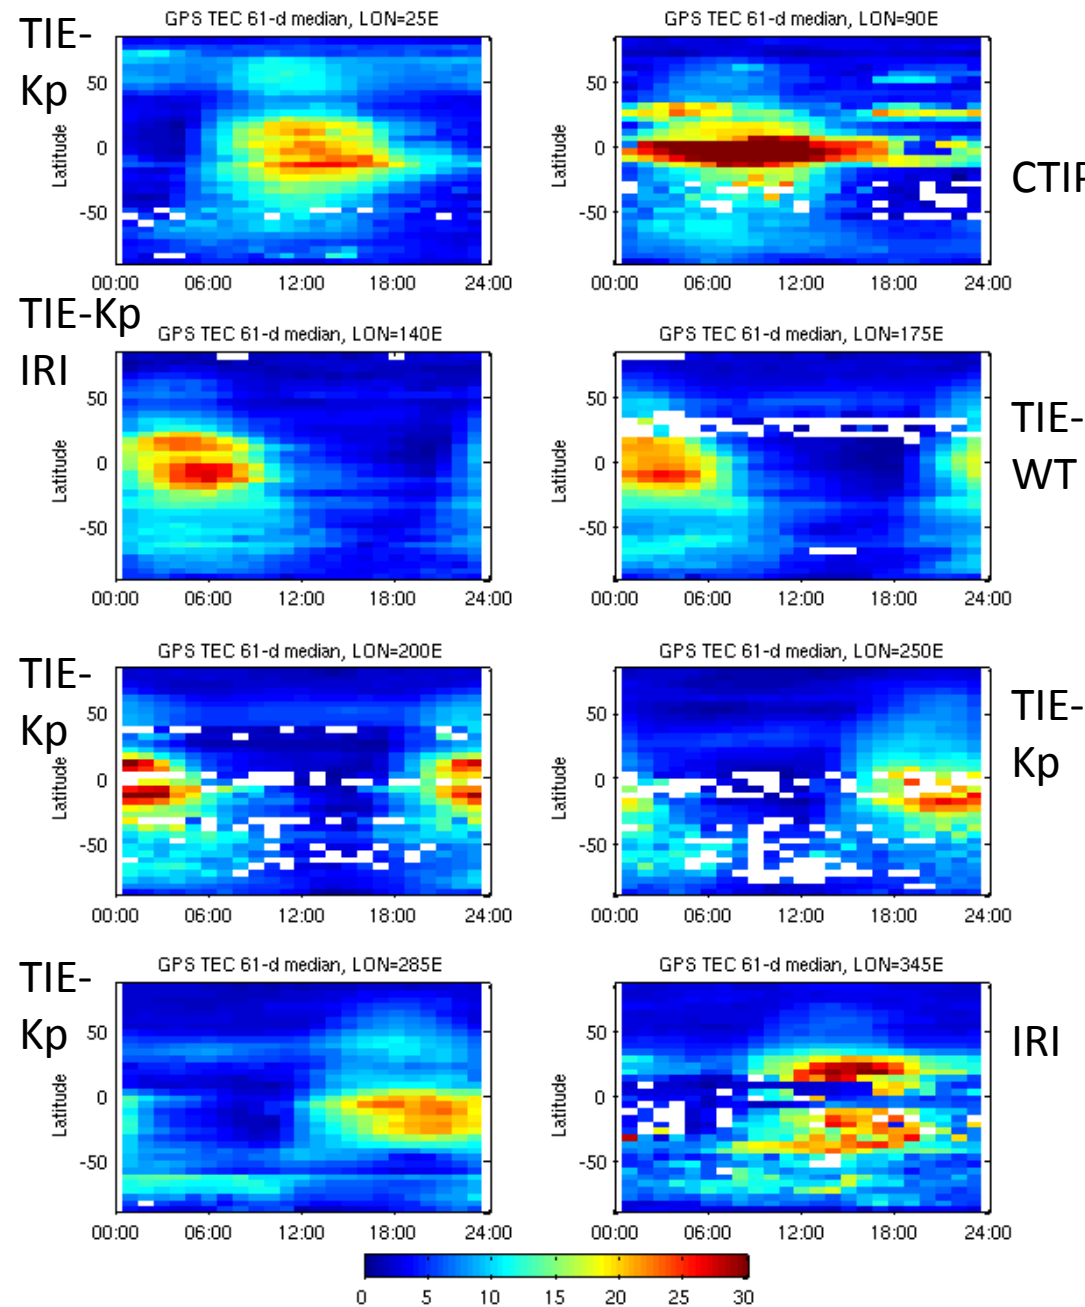 TIE-
Kp
GPS TEC 61-d median, LON=25E
Latitude
50
0
-50
00:00 06:00 12:00 18:00 24:00
GPS TEC 61-d median, LON=90E
Latitude
50
0
-50
00:00 06:00 12:00 18:00 24:00
TIE-Kp
IRI
GPS TEC 61-d median, LON=140E
Latitude
50
0
-50
00:00 06:00 12:00 18:00 24:00
GPS TEC 61-d median, LON=175E
Latitude
50
0
-50
00:00 06:00 12:00 18:00 24:00
TIE-
WT
TIE-
Kp
GPS TEC 61-d median, LON=200E
Latitude
50
0
-50
00:00 06:00 12:00 18:00 24:00
GPS TEC 61-d median, LON=250E
Latitude
50
0
-50
00:00 06:00 12:00 18:00 24:00
TIE-
Kp
TIE-
Kp
GPS TEC 61-d median, LON=285E
Latitude
50
0
-50
00:00 06:00 12:00 18:00 24:00
GPS TEC 61-d median, LON=345E
Latitude
50
0
-50
00:00 06:00 12:00 18:00 24:00
IRI
0 5 10 15 20 25 30